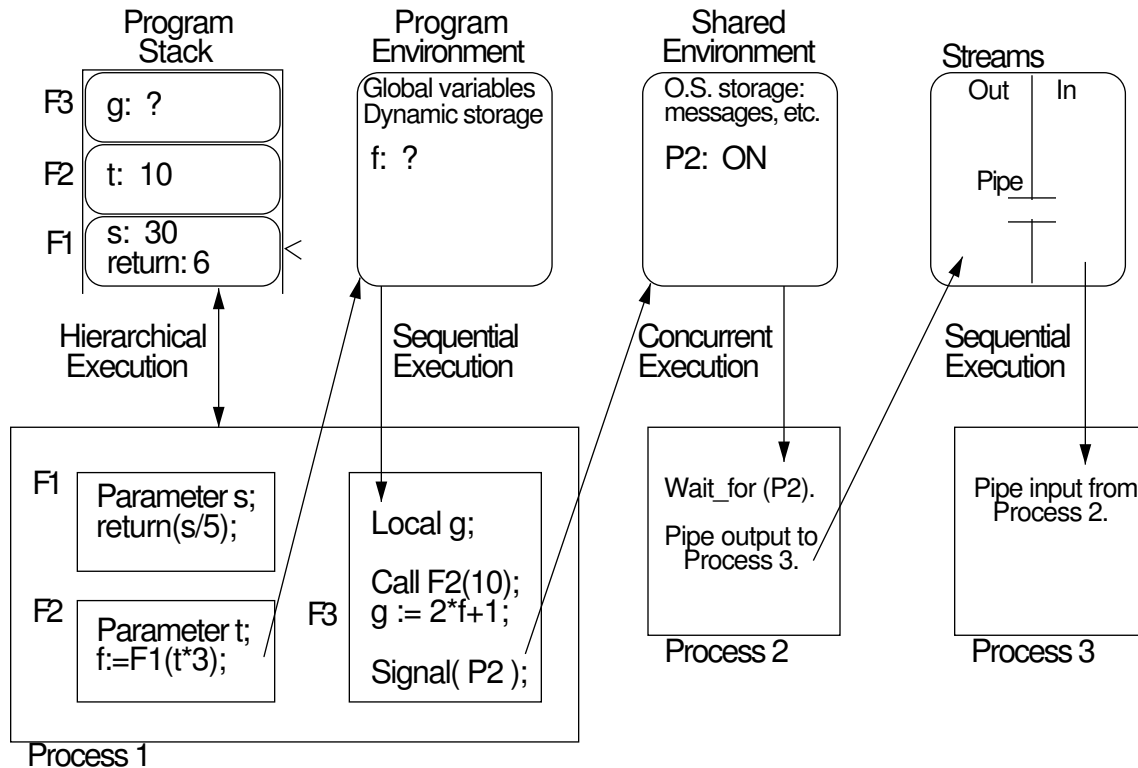 Program
Stack
F3
g: ?
F2
t: 10
F1
s: 30
return: 6
<
Hierarchical
Execution
Program
Environment
Global variables
Dynamic storage
f: ?
Sequential
Execution
Shared
Environment
O.S. storage:
messages, etc.
P2: ON
Concurrent
Execution
Streams
Out In
Pipe
Sequential
Execution
F1
Parameter s;
return(s/5);
F2
Parameter t;
f:=F1(t*3);
F3
Local g;
Call F2(10);
g := 2*f+1;
Signal( P2 );
Process 1
Wait_for (P2).
Pipe output to
Process 3.
Process 2
Pipe input from
Process 2.
Process 3